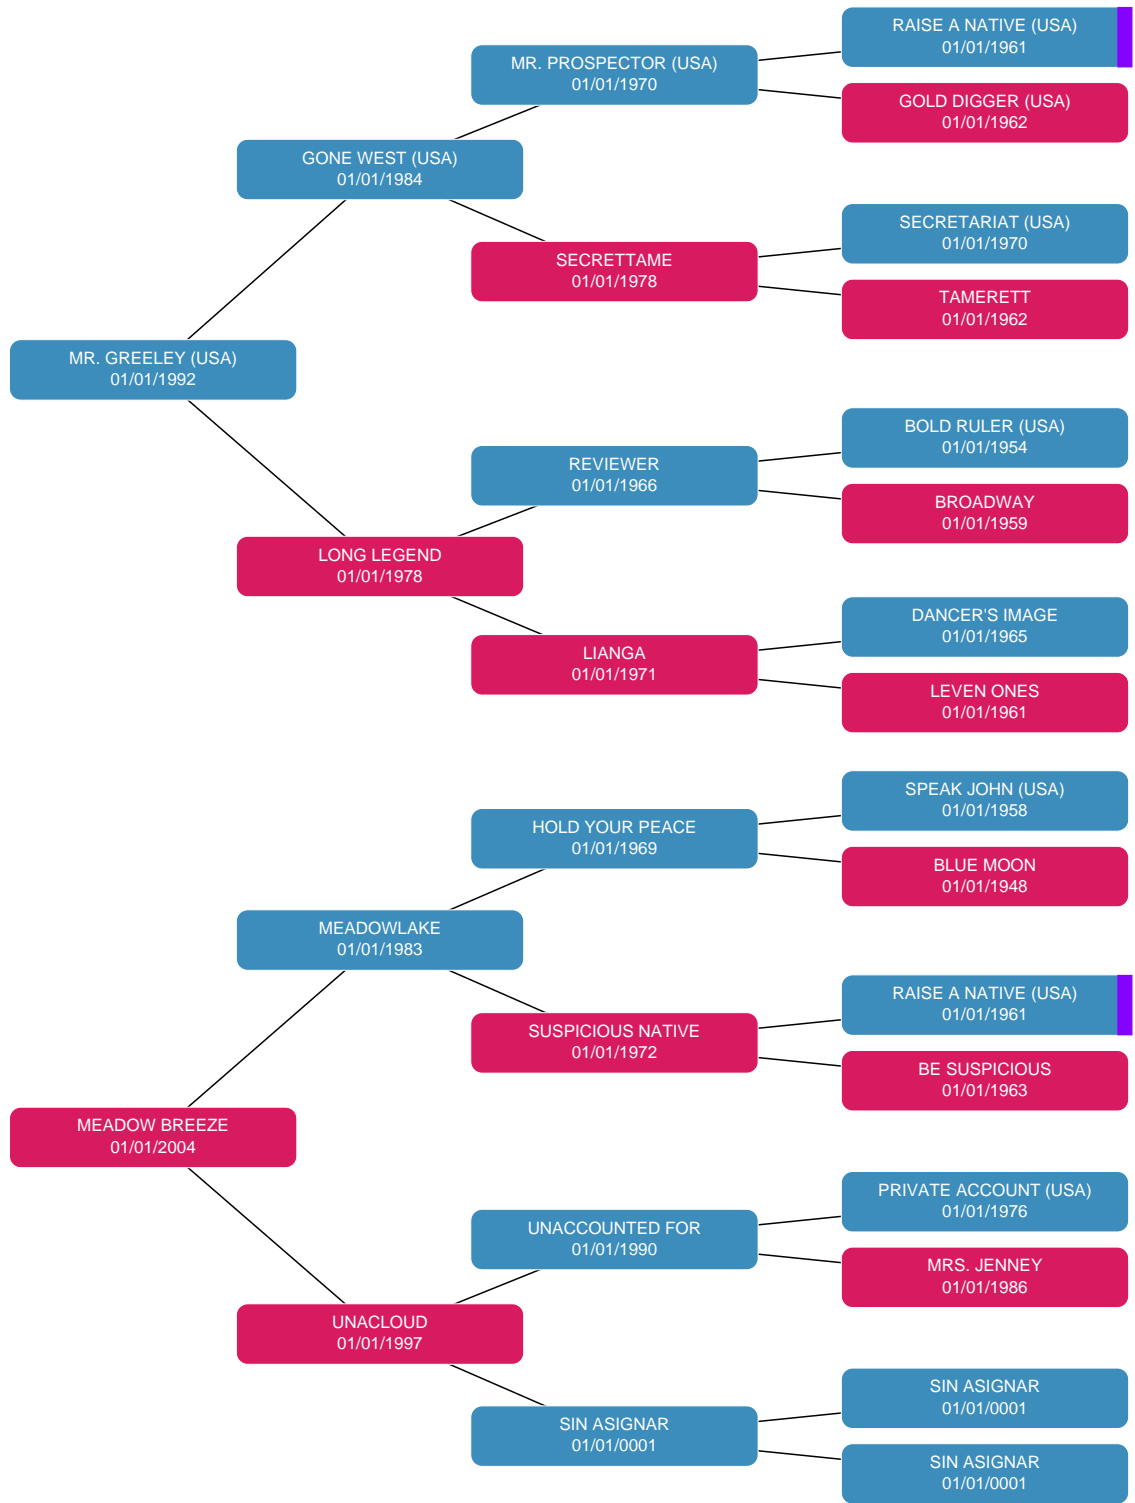 RAISE A NATIVE (USA)
01/01/1961
MR. PROSPECTOR (USA)
01/01/1970
GOLD DIGGER (USA)
01/01/1962
GONE WEST (USA)
01/01/1984
SECRETARIAT (USA)
01/01/1970
SECRETTAME
01/01/1978
TAMERETT
01/01/1962
MR. GREELEY (USA)
01/01/1992
BOLD RULER (USA)
01/01/1954
REVIEWER
01/01/1966
BROADWAY
01/01/1959
LONG LEGEND
01/01/1978
DANCER'S IMAGE
01/01/1965
LIANGA
01/01/1971
LEVEN ONES
01/01/1961
SPEAK JOHN (USA)
01/01/1958
HOLD YOUR PEACE
01/01/1969
BLUE MOON
01/01/1948
MEADOWLAKE
01/01/1983
RAISE A NATIVE (USA)
01/01/1961
SUSPICIOUS NATIVE
01/01/1972
BE SUSPICIOUS
01/01/1963
MEADOW BREEZE
01/01/2004
PRIVATE ACCOUNT (USA)
01/01/1976
UNACCOUNTED FOR
01/01/1990
MRS. JENNEY
01/01/1986
UNACLOUD
01/01/1997
SIN ASIGNAR
01/01/0001
SIN ASIGNAR
01/01/0001
SIN ASIGNAR
01/01/0001